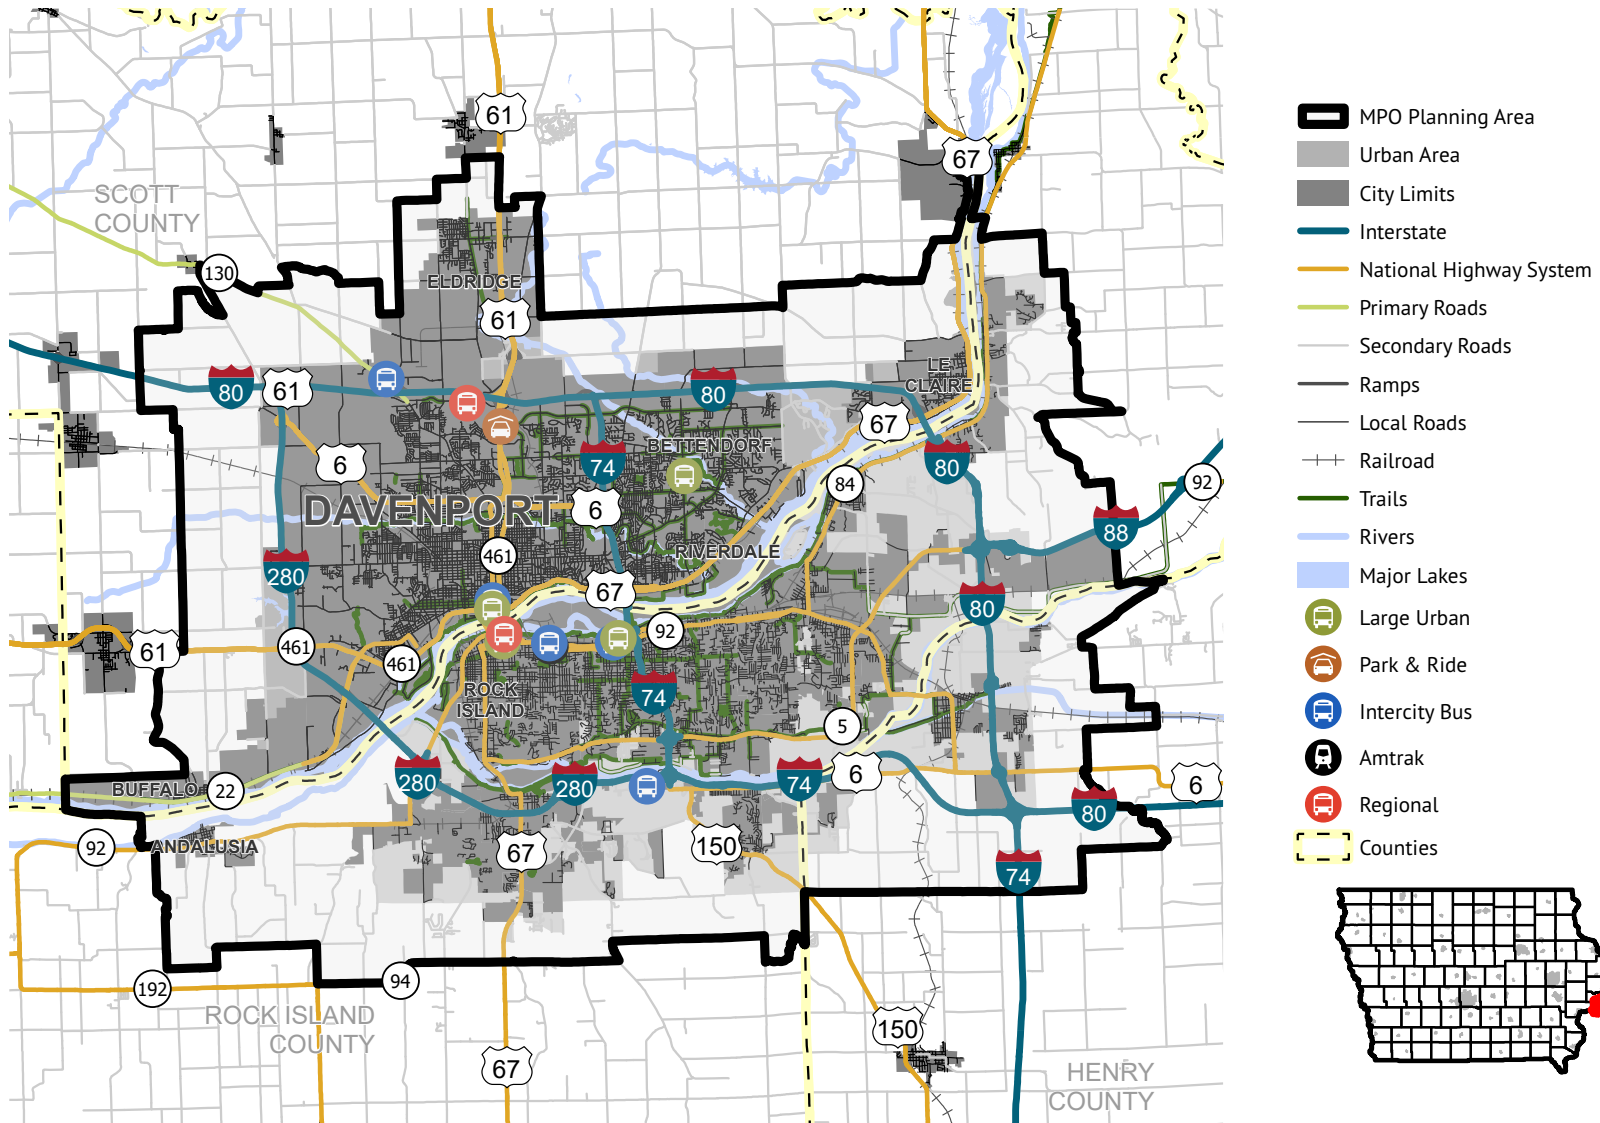 61
67
SCOTT
COUNTY
130
ELDRIDGE
61
LE
CLAIRE
80
61
80
67
BETTENDORF
6
74
80
84
92
DAVENPORT
6
88
461
RIVERDALE
280
67
80
461
92
61
461
ROCK
ISLAND
74
5
280
280
74
6
6
BUFFALO
22
80
92
ANDALUSIA
67
150
74
94
192
ROCK ISLAND
COUNTY
150
67
HENRY
COUNTY
MPO Planning Area
Urban Area
City Limits
Interstate
National Highway System
Primary Roads
Secondary Roads
Ramps
Local Roads
Railroad
Trails
Rivers
Major Lakes
Large Urban
Park & Ride
Intercity Bus
Amtrak
Regional
Counties